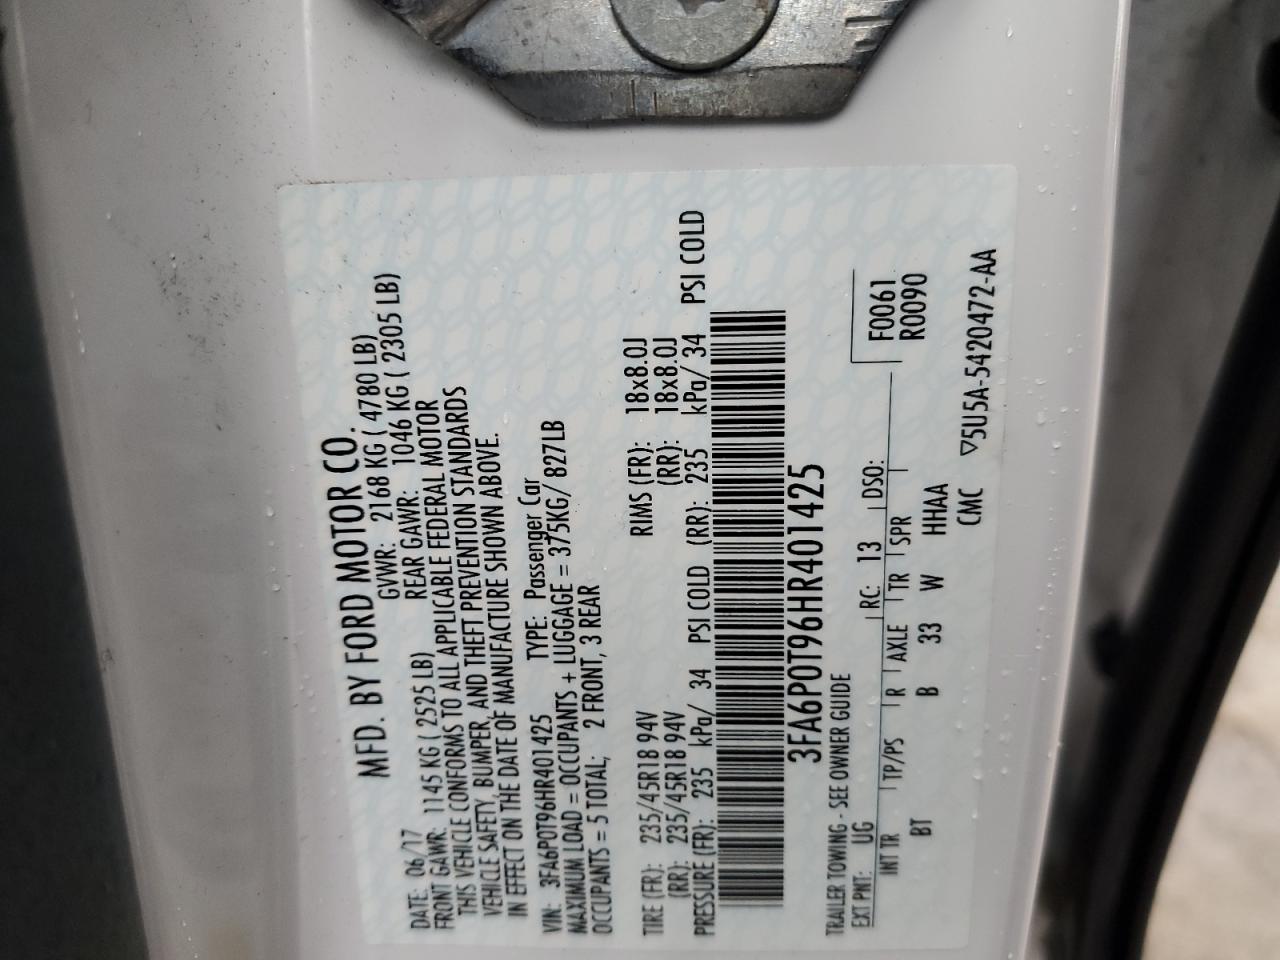 MFD. BY FORD MOTOR CO.
DATE: 06/17 GVWR: 2168 KG ( 4780 LB)
FRONT GAWR: 1145 KG ( 2525 LB) REAR GAWR: 1046 KG ( 2305 LB)
THIS VEHICLE CONFORMS TO ALL APPLICABLE FEDERAL MOTOR
VEHICLE SAFETY, BUMPER, AND THEFT PREVENTION STANDARDS
IN EFFECT ON THE DATE OF MANUFACTURE SHOWN ABOVE.
VIN: 3FA6P0T96HR401425 TYPE: Passenger Car
MAXIMUM LOAD = OCCUPANTS + LUGGAGE = 375KG/ 827LB
OCCUPANTS = 5 TOTAL; 2 FRONT, 3 REAR
TIRE (FR): 235/45R18 94V RIMS (FR): 18x8.0J
(RR): 235/45R18 94V (RR): 18x8.0J
PRESSURE (FR): 235 kPa/ 34 PSI COLD (RR): 235 kPa/ 34 PSI COLD
3FA6P0T96HR401425
TRAILER TOWING - SEE OWNER GUIDE
EXT PNT: UG RC: 13 DSO: F0061
R0090
INT TR TP/PS R AXLE TR SPR
BT B 33 W HHAA
CMC ▽5U5A-5420472-AA